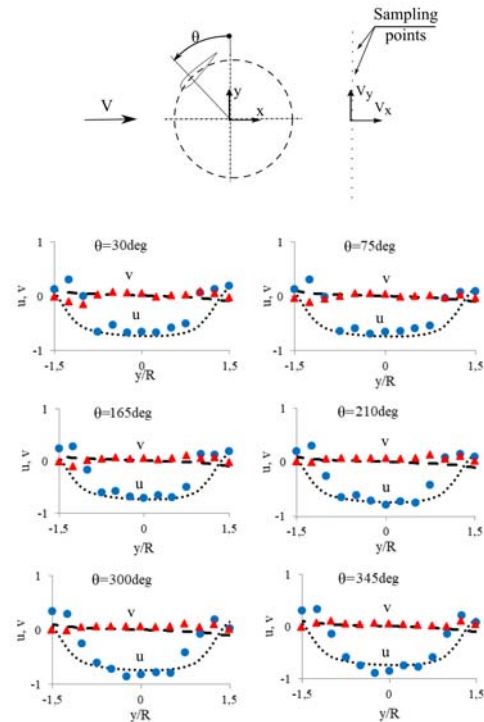 Sampling
points
θ
V
y
x
Vy
Vx
θ=30deg
1
0
-1
u, v
v
u
-1,5
0
1,5
y/R
θ=75deg
1
0
-1
v
u
-1,5
0
1,5
y/R
θ=165deg
1
0
-1
u, v
v
u
-1,5
0
1,5
y/R
θ=210deg
1
0
-1
v
u
-1,5
0
1,5
y/R
θ=300deg
1
0
-1
u, v
v
u
-1,5
0
1,5
y/R
θ=345deg
1
0
-1
u, v
v
u
-1,5
0
1,5
y/R